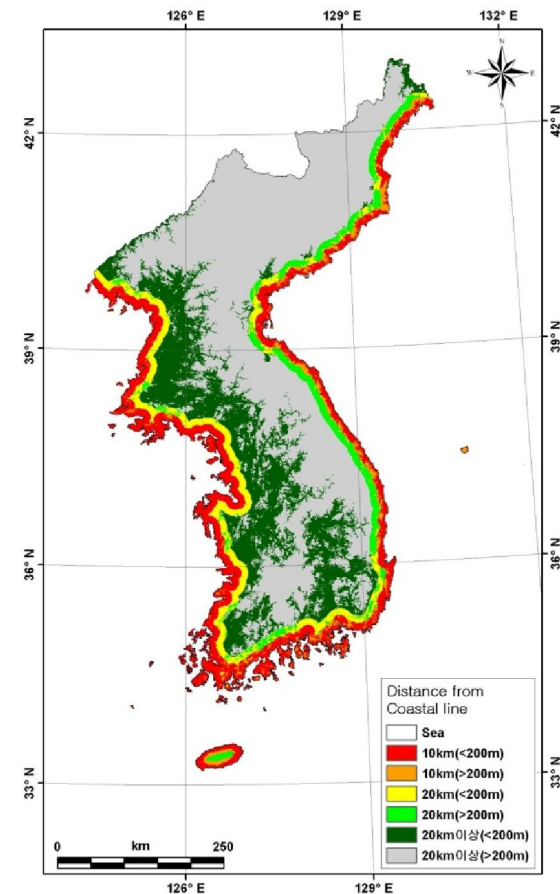 126° E 129° E 132° E
N
W E
S
42° N 42° N
39° N 39° N
36° N 36° N
33° N 33° N
Distance from
Coastal line
Sea
10km(<200m)
10km(>200m)
20km(<200m)
20km(>200m)
20km이상(<200m)
20km이상(>200m)
km
0 250
126° E 129° E